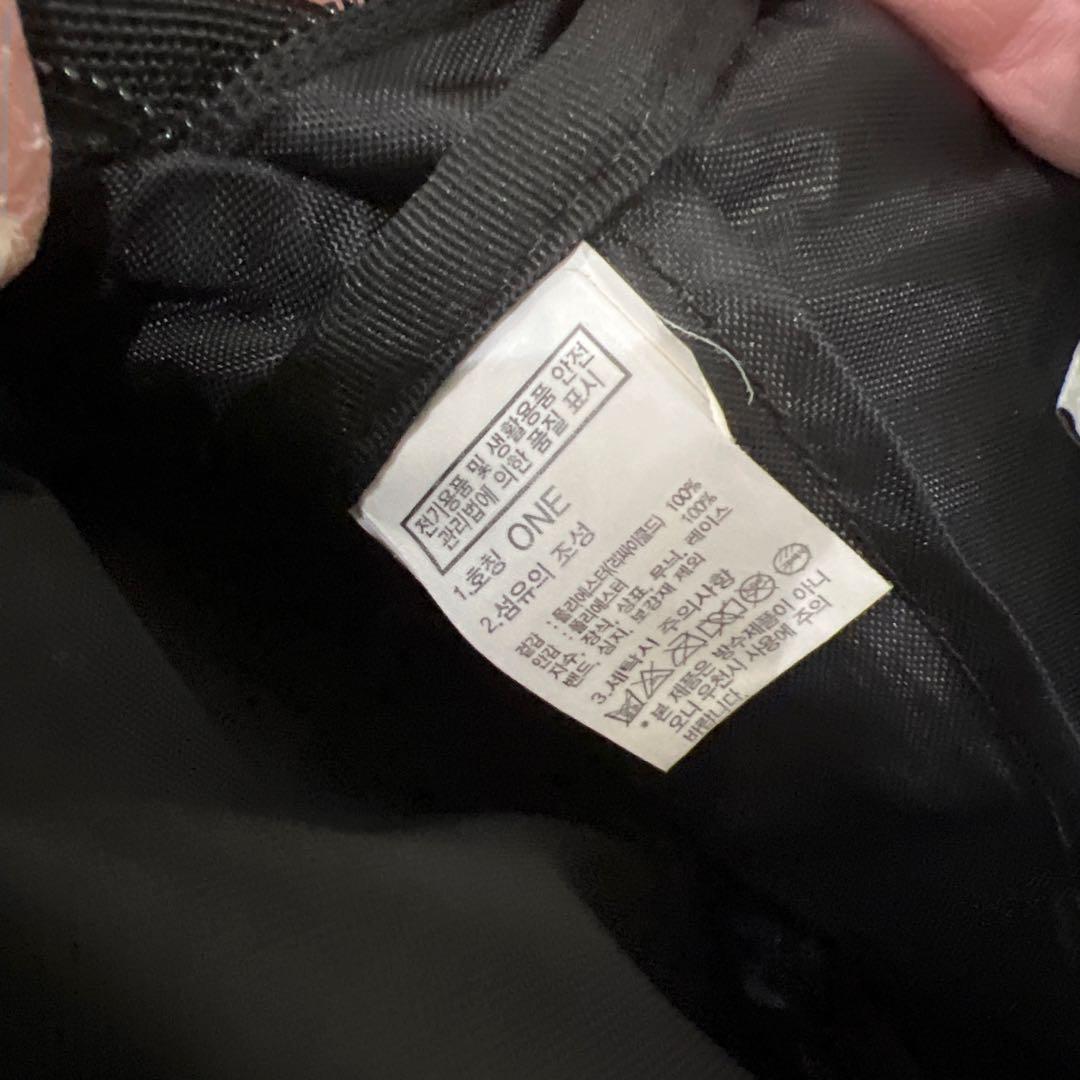 전기용품 및 생활용품 안전
관리법에 의한 품질 표시
1.호칭 ONE
2.섬유의 조성
겉감 : 폴리에스터(리싸이클드) 100%
안감 : 폴리에스터 100%
자수, 장식, 상표, 무늬, 레이스
밴드, 심지, 보강재 제외
3.세탁시 주의사항
* 본 제품은 방수제품이 아니
오니 우천시 사용에 주의
바랍니다.